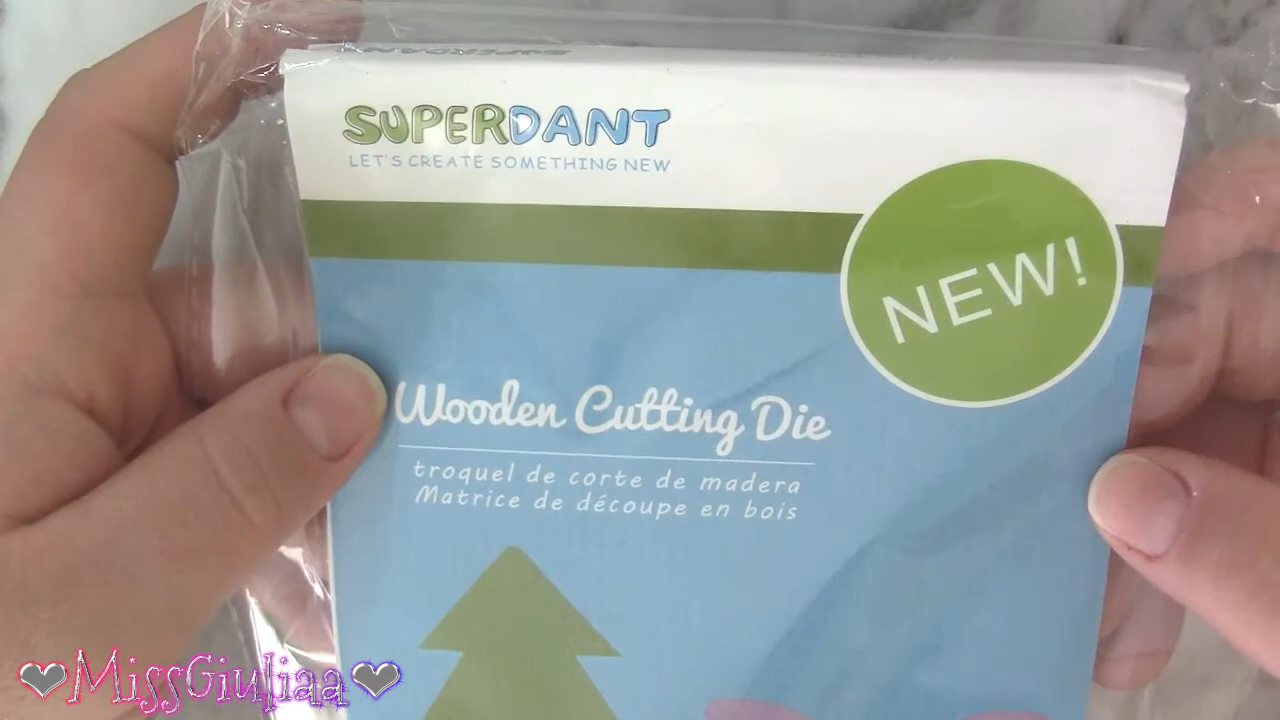 SUPERDANT
SUPERDANT
LET'S CREATE SOMETHING NEW
NEW!
Wooden Cutting Die
troquel de corte de madera
Matrice de découpe en bois
MissGiuliaa